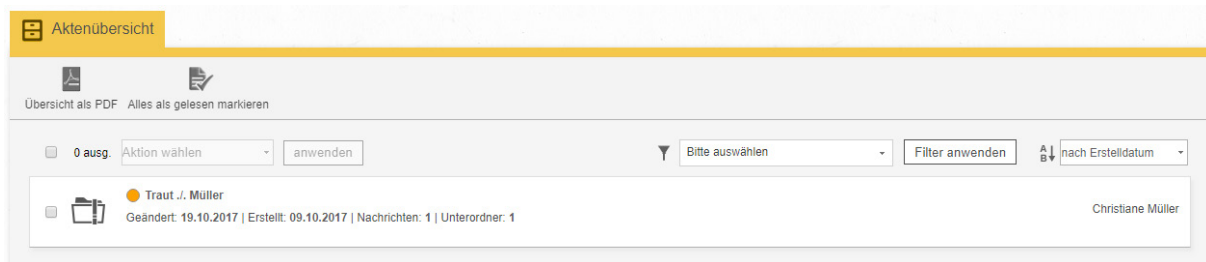 Aktenübersicht
Übersicht als PDF Alles als gelesen markieren
0 ausg. Aktion wählen anwenden Bitte auswählen Filter anwenden A B nach Erstelldatum
Traut ./. Müller
Geändert: 19.10.2017 | Erstellt: 09.10.2017 | Nachrichten: 1 | Unterordner: 1
Christiane Müller